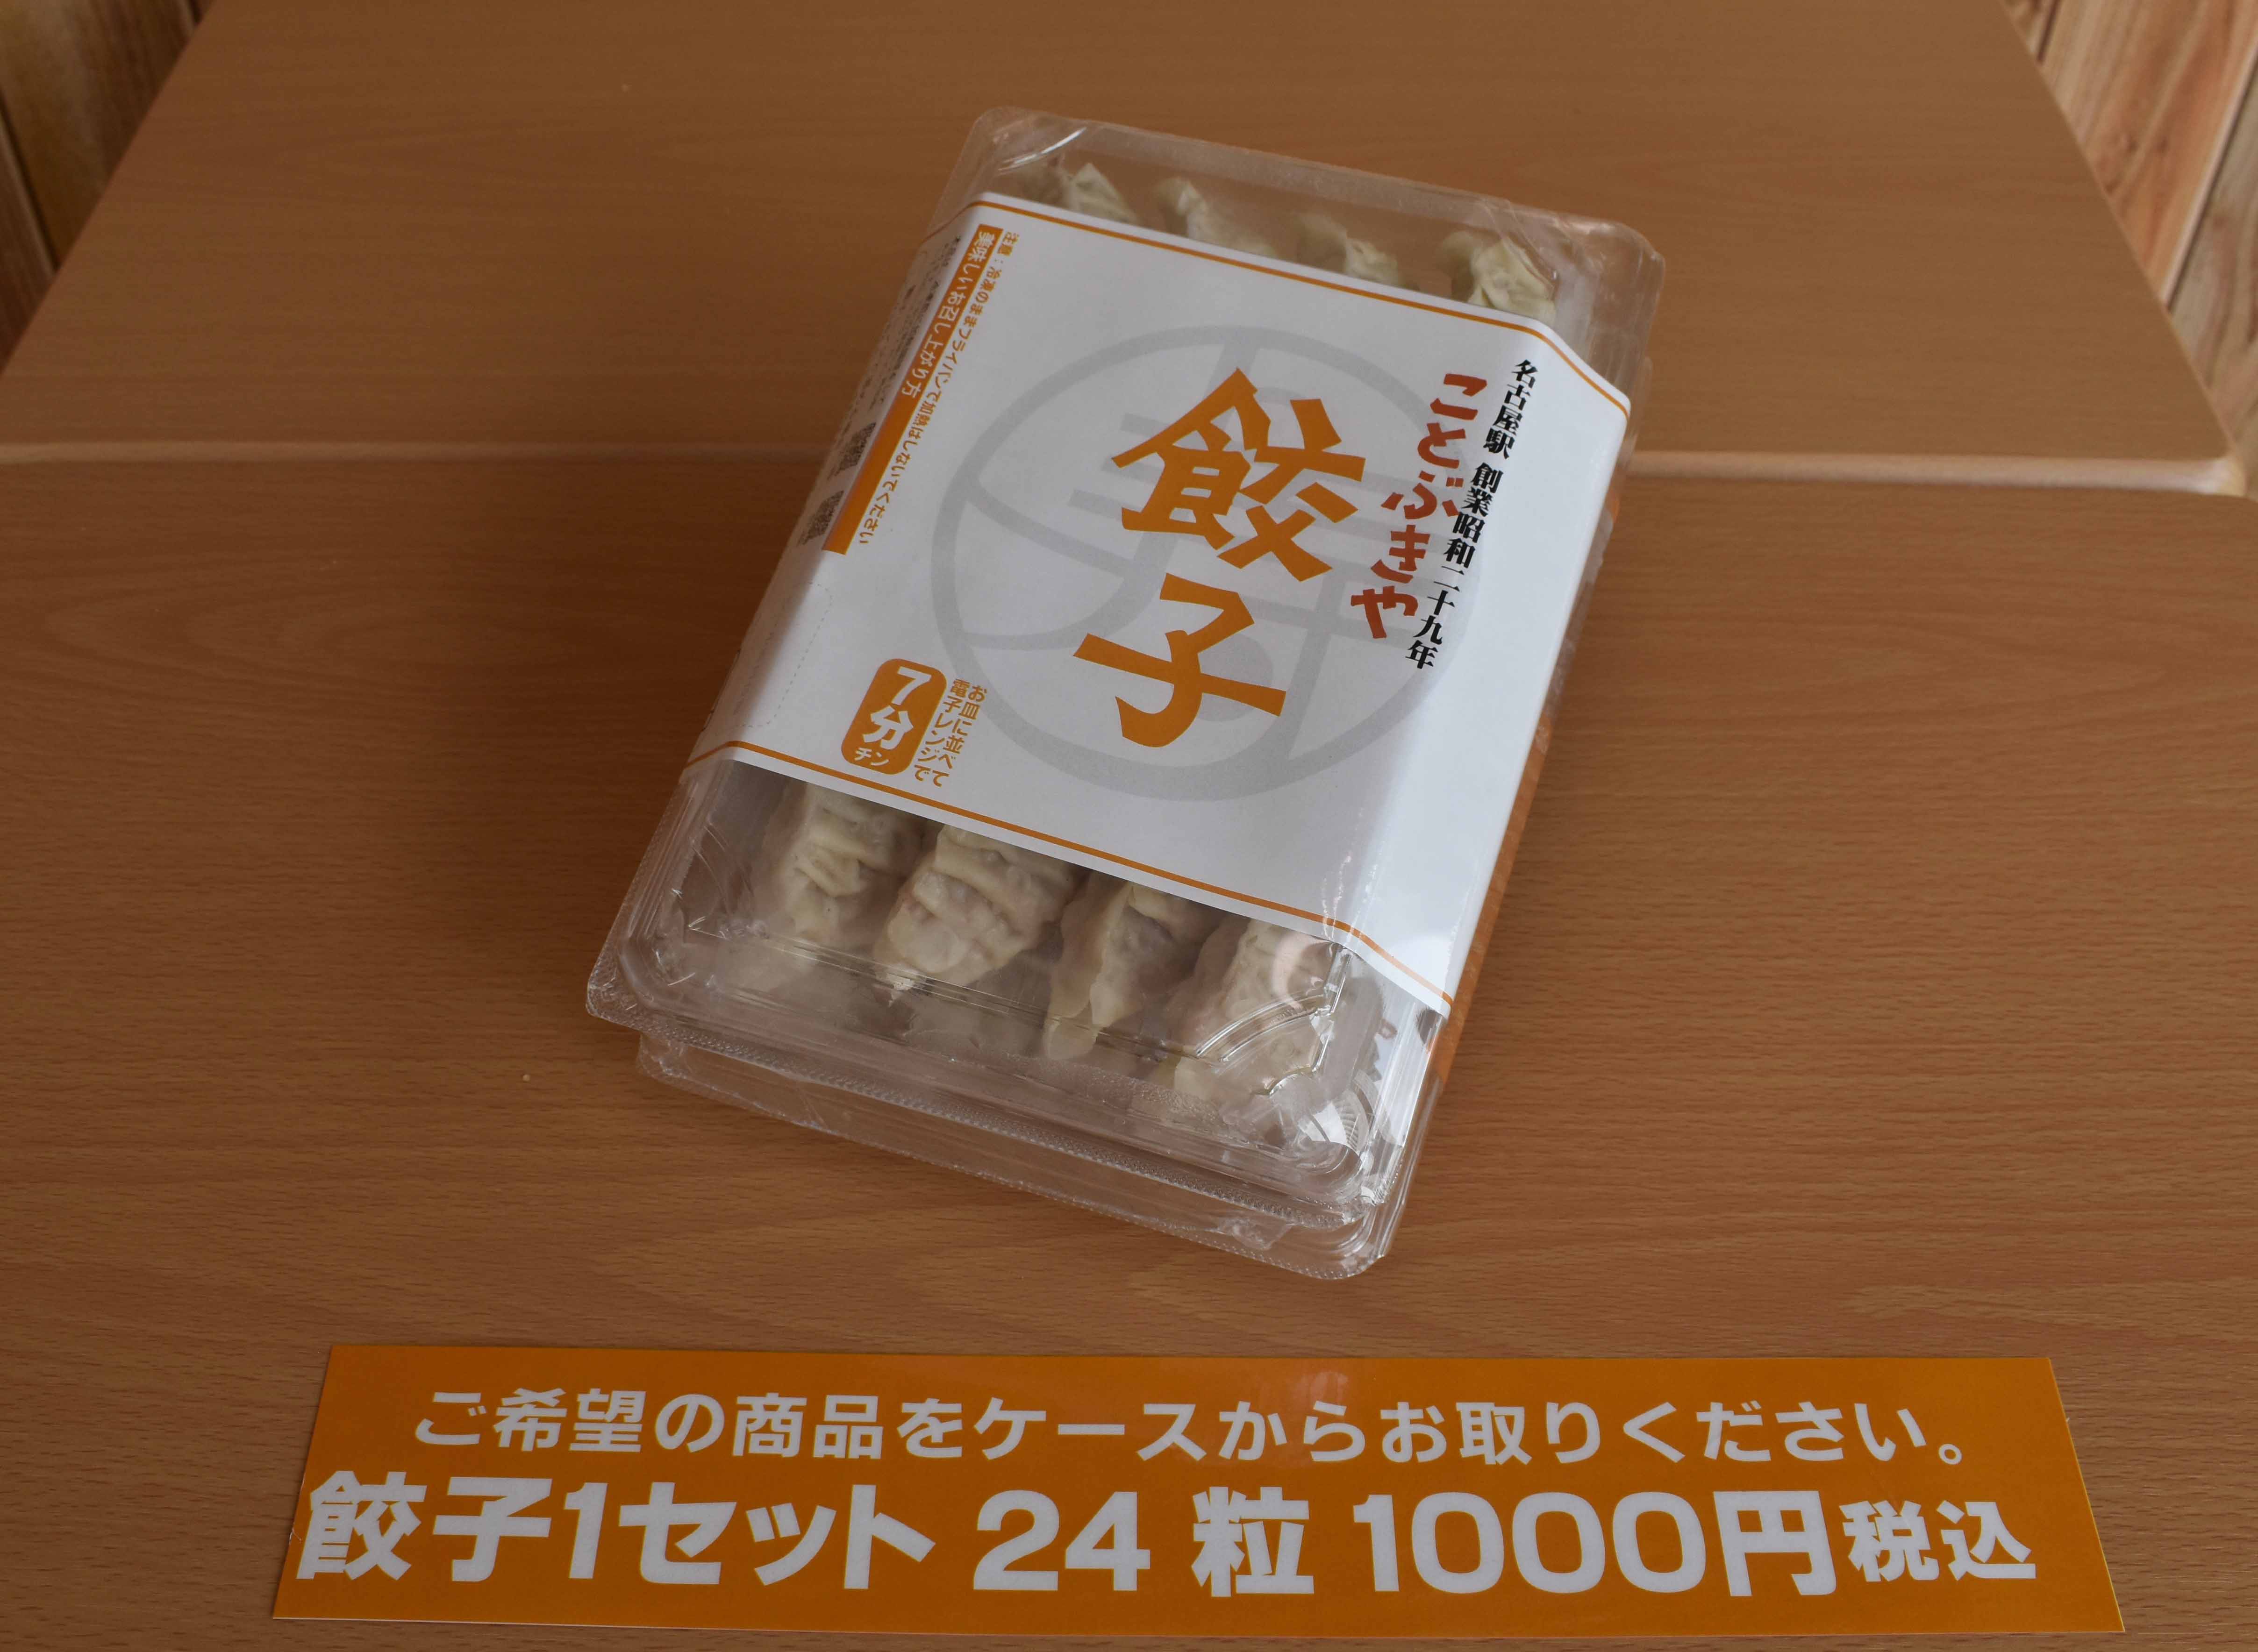 名古屋駅 創業昭和二十九年
ことぶきや
餃子
注意：冷凍のままフライパンで加熱はしないでください
美味しいお召し上がり方
お皿に並べて
電子レンジで
7分
チン
ご希望の商品をケースからお取りください。
餃子1セット 24 粒 1000円税込